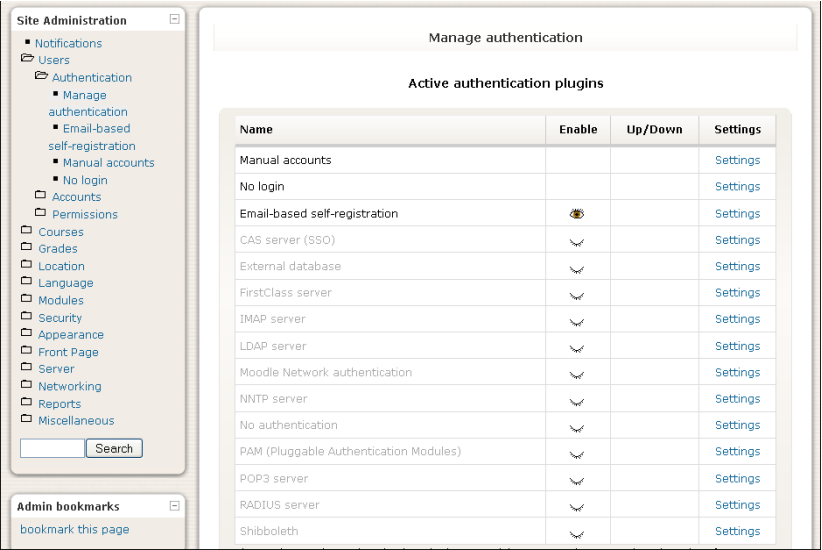 Site Administration
Notifications
Users
Authentication
Manage
authentication
Email-based
self-registration
Manual accounts
No login
Accounts
Permissions
Courses
Grades
Location
Language
Modules
Security
Appearance
Front Page
Server
Networking
Reports
Miscellaneous
Search
Admin bookmarks
bookmark this page
Manage authentication
Active authentication plugins
Name Enable Up/Down Settings
Manual accounts Settings
No login Settings
Email-based self-registration Settings
CAS server (SSO) Settings
External database Settings
FirstClass server Settings
IMAP server Settings
LDAP server Settings
Moodle Network authentication Settings
NNTP server Settings
No authentication Settings
PAM (Pluggable Authentication Modules) Settings
POP3 server Settings
RADIUS server Settings
Shibboleth Settings